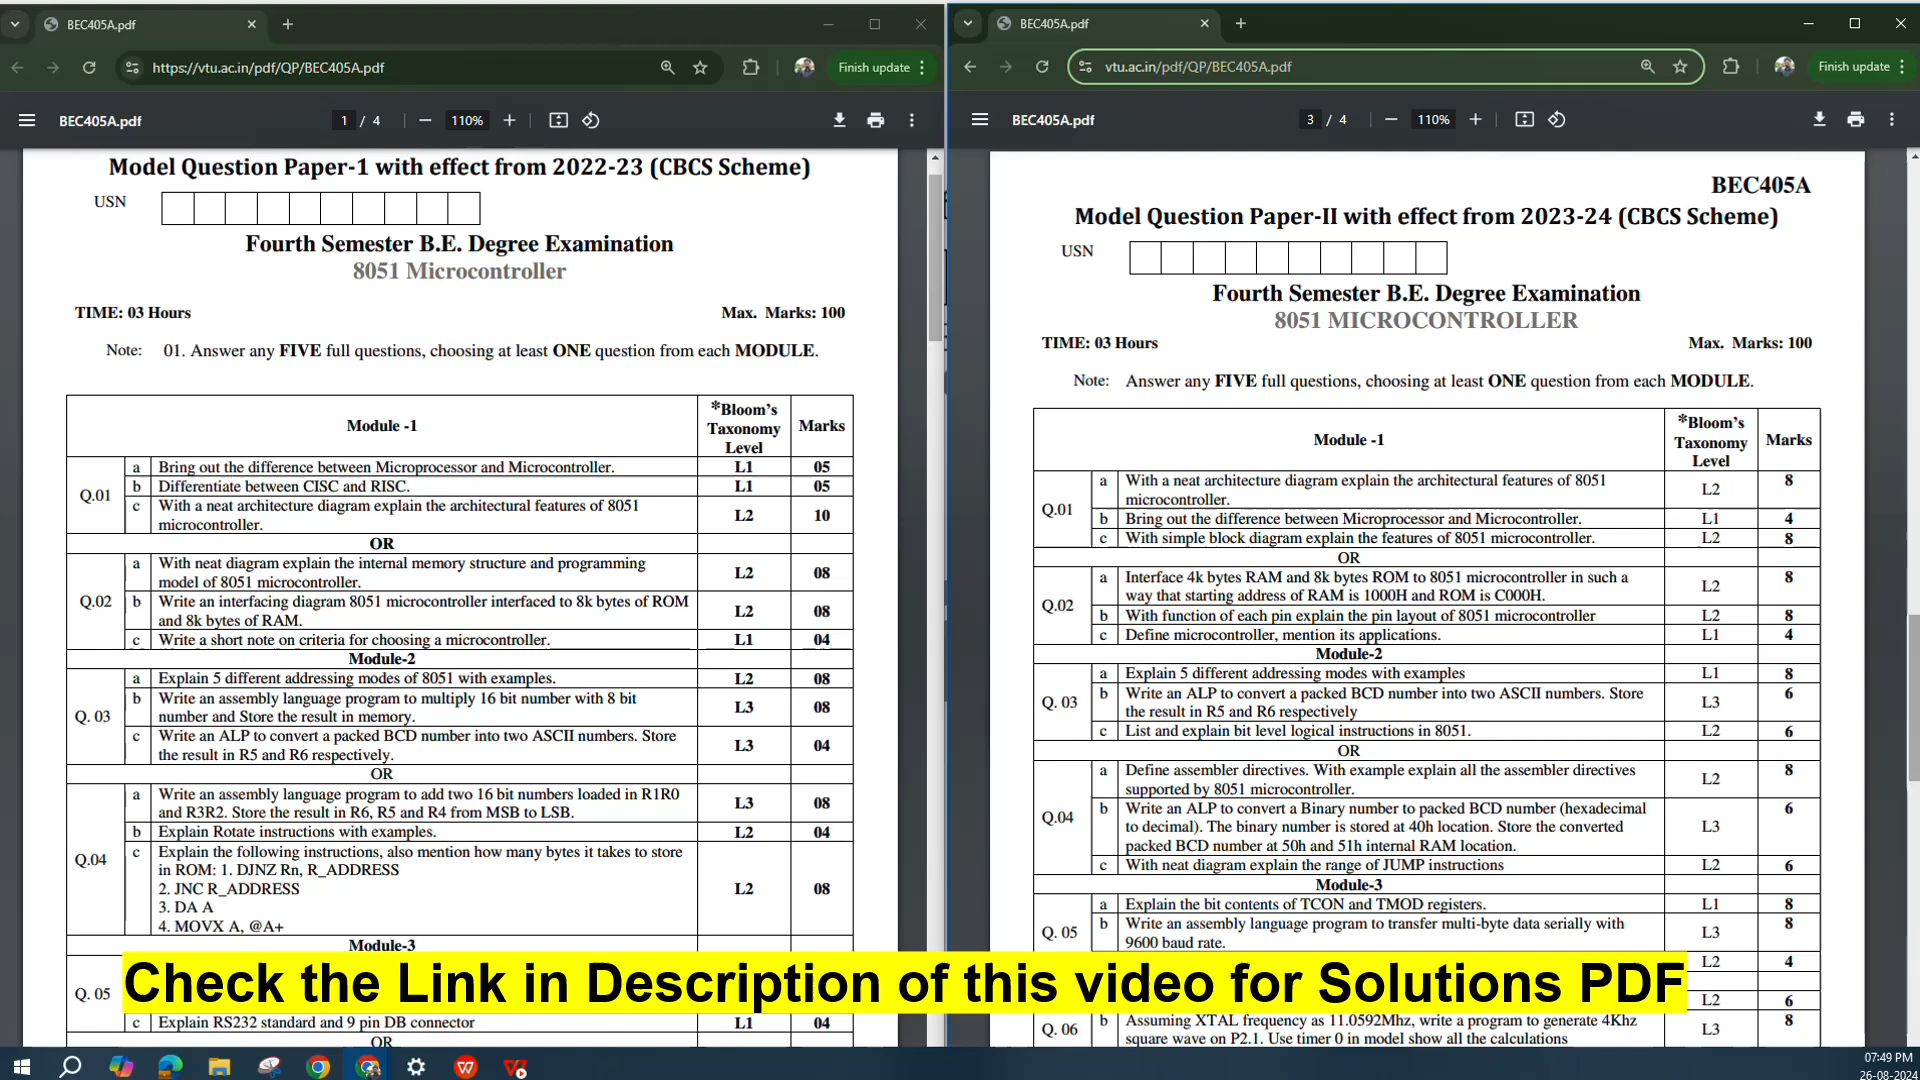 BEC405A.pdf
https://vtu.ac.in/pdf/QP/BEC405A.pdf
Finish update
BEC405A.pdf
1 / 4
110%
Model Question Paper-1 with effect from 2022-23 (CBCS Scheme)
USN
Fourth Semester B.E. Degree Examination
8051 Microcontroller
TIME: 03 Hours Max. Marks: 100
Note: 01. Answer any FIVE full questions, choosing at least ONE question from each MODULE.
Module -1
*Bloom's
Taxonomy
Level
Marks
Q.01
a Bring out the difference between Microprocessor and Microcontroller. L1 05
b Differentiate between CISC and RISC. L1 05
c With a neat architecture diagram explain the architectural features of 8051
microcontroller. L2 10
OR
Q.02
a With neat diagram explain the internal memory structure and programming
model of 8051 microcontroller. L2 08
b Write an interfacing diagram 8051 microcontroller interfaced to 8k bytes of ROM
and 8k bytes of RAM. L2 08
c Write a short note on criteria for choosing a microcontroller. L1 04
Module-2
Q. 03
a Explain 5 different addressing modes of 8051 with examples. L2 08
b Write an assembly language program to multiply 16 bit number with 8 bit
number and Store the result in memory. L3 08
c Write an ALP to convert a packed BCD number into two ASCII numbers. Store
the result in R5 and R6 respectively. L3 04
OR
Q.04
a Write an assembly language program to add two 16 bit numbers loaded in R1R0
and R3R2. Store the result in R6, R5 and R4 from MSB to LSB. L3 08
b Explain Rotate instructions with examples. L2 04
c Explain the following instructions, also mention how many bytes it takes to store
in ROM: 1. DJNZ Rn, R_ADDRESS
2. JNC R_ADDRESS
3. DA A
4. MOVX A, @A+
L2 08
Module-3
Q. 05
c Explain RS232 standard and 9 pin DB connector L1 04
OR
BEC405A.pdf
vtu.ac.in/pdf/QP/BEC405A.pdf
Finish update
BEC405A.pdf
3 / 4
110%
BEC405A
Model Question Paper-II with effect from 2023-24 (CBCS Scheme)
USN
Fourth Semester B.E. Degree Examination
8051 MICROCONTROLLER
TIME: 03 Hours Max. Marks: 100
Note: Answer any FIVE full questions, choosing at least ONE question from each MODULE.
Module -1
*Bloom's
Taxonomy
Level
Marks
Q.01
a With a neat architecture diagram explain the architectural features of 8051
microcontroller. L2 8
b Bring out the difference between Microprocessor and Microcontroller. L1 4
c With simple block diagram explain the features of 8051 microcontroller. L2 8
OR
Q.02
a Interface 4k bytes RAM and 8k bytes ROM to 8051 microcontroller in such a
way that starting address of RAM is 1000H and ROM is C000H. L2 8
b With function of each pin explain the pin layout of 8051 microcontroller L2 8
c Define microcontroller, mention its applications. L1 4
Module-2
Q. 03
a Explain 5 different addressing modes with examples L1 8
b Write an ALP to convert a packed BCD number into two ASCII numbers. Store
the result in R5 and R6 respectively L3 6
c List and explain bit level logical instructions in 8051. L2 6
OR
Q.04
a Define assembler directives. With example explain all the assembler directives
supported by 8051 microcontroller. L2 8
b Write an ALP to convert a Binary number to packed BCD number (hexadecimal
to decimal). The binary number is stored at 40h location. Store the converted
packed BCD number at 50h and 51h internal RAM location. L3 6
c With neat diagram explain the range of JUMP instructions L2 6
Module-3
Q. 05
a Explain the bit contents of TCON and TMOD registers. L1 8
b Write an assembly language program to transfer multi-byte data serially with
9600 baud rate. L3 8
L2 4
L2 6
Q. 06
b Assuming XTAL frequency as 11.0592Mhz, write a program to generate 4Khz
square wave on P2.1. Use timer 0 in model show all the calculations L3 8
Check the Link in Description of this video for Solutions PDF
07:49 PM
26-08-2024